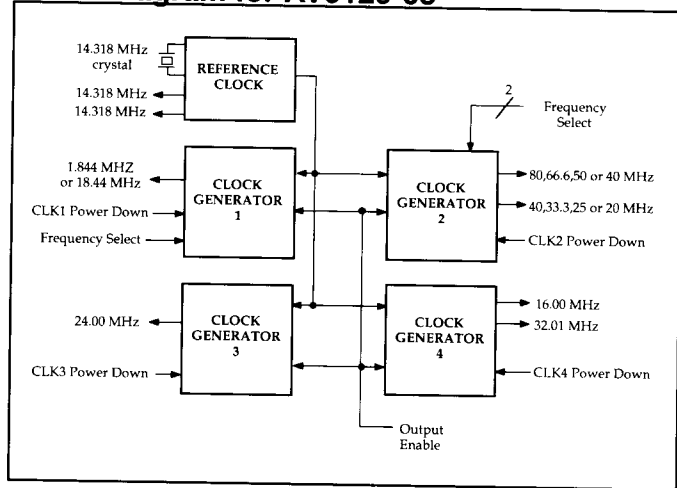 14.318 MHz
crystal
14.318 MHz
14.318 MHz
REFERENCE
CLOCK
2
Frequency
Select
1.844 MHZ
or 18.44 MHz
CLK1 Power Down
Frequency Select
CLOCK
GENERATOR
1
CLOCK
GENERATOR
2
80,66.6,50 or 40 MHz
40,33.3,25 or 20 MHz
CLK2 Power Down
24.00 MHz
CLK3 Power Down
CLOCK
GENERATOR
3
CLOCK
GENERATOR
4
16.00 MHz
32.01 MHz
CLK4 Power Down
Output
Enable